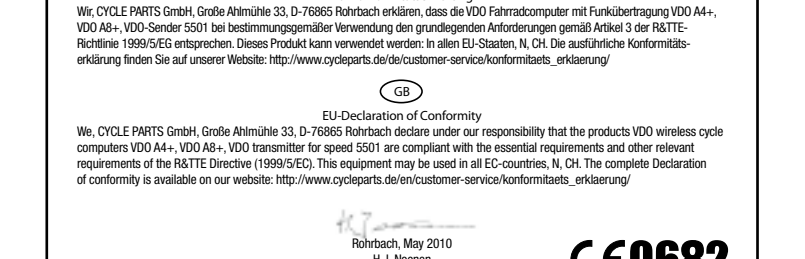 Wir, CYCLE PARTS GmbH, Große Ahlmühle 33, D-76865 Rohrbach erklären, dass die VDO Fahrradcomputer mit Funkübertragung VDO A4+,
VDO A8+, VDO-Sender 5501 bei bestimmungsgemäßer Verwendung den grundlegenden Anforderungen gemäß Artikel 3 der R&TTE-
Richtlinie 1999/5/EG entsprechen. Dieses Produkt kann verwendet werden: In allen EU-Staaten, N, CH. Die ausführliche Konformitäts-
erklärung finden Sie auf unserer Website: http://www.cycleparts.de/de/customer-service/konformitaets_erklaerung/
GB
EU-Declaration of Conformity
We, CYCLE PARTS GmbH, Große Ahlmühle 33, D-76865 Rohrbach declare under our responsibility that the products VDO wireless cycle
computers VDO A4+, VDO A8+, VDO transmitter for speed 5501 are compliant with the essential requirements and other relevant
requirements of the R&TTE Directive (1999/5/EC). This equipment may be used in all EC-countries, N, CH. The complete Declaration
of conformity is available on our website: http://www.cycleparts.de/en/customer-service/konformitaets_erklaerung/
Rohrbach, May 2010
CE0682